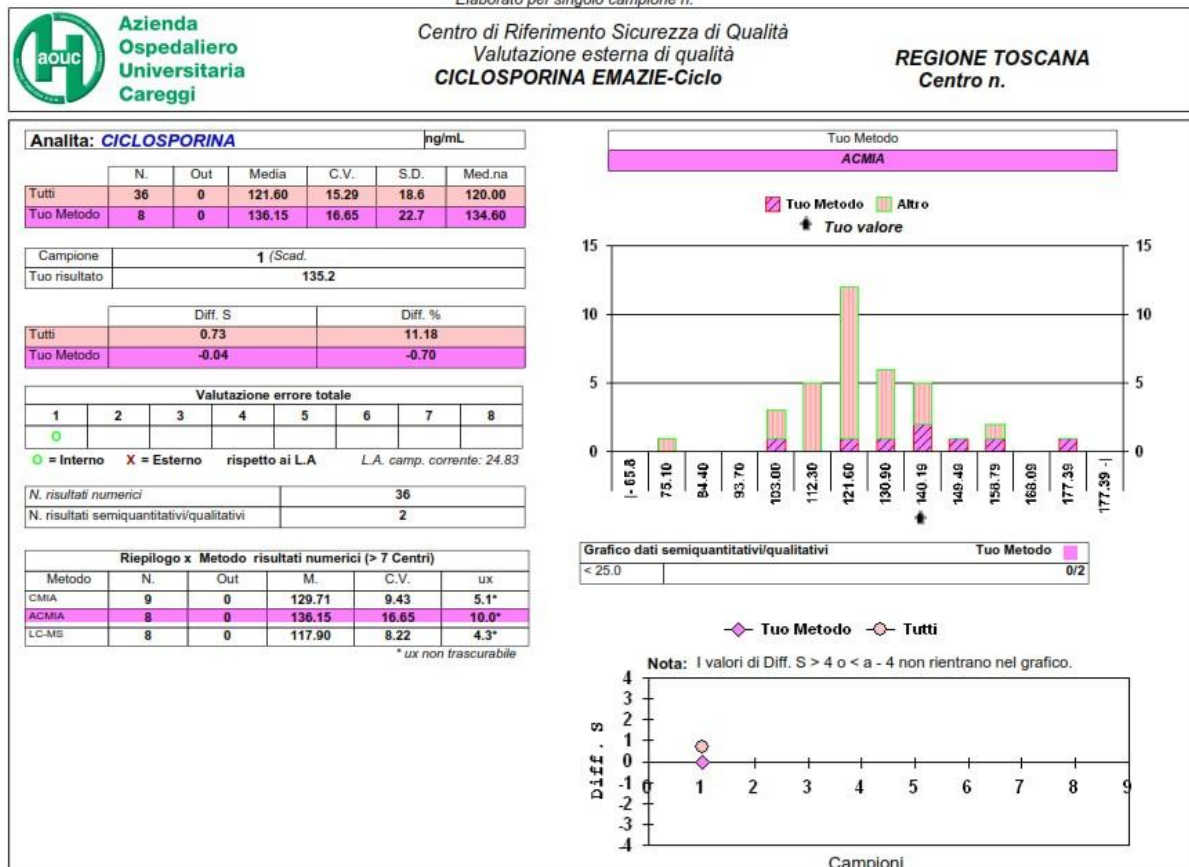 Elaborato per singolo campione n.
aouc
Azienda
Ospedaliero
Universitaria
Careggi
Centro di Riferimento Sicurezza di Qualità
Valutazione esterna di qualità
CICLOSPORINA EMAZIE-Ciclo
REGIONE TOSCANA
Centro n.
Analita: CICLOSPORINA ng/mL
N. Out Media C.V. S.D. Med.na
Tutti 36 0 121.60 15.29 18.6 120.00
Tuo Metodo 8 0 136.15 16.65 22.7 134.60
Campione 1 (Scad.
Tuo risultato 135.2
Diff. S Diff. %
Tutti 0.73 11.18
Tuo Metodo -0.04 -0.70
Valutazione errore totale
1 2 3 4 5 6 7 8
O
O = Interno X = Esterno rispetto ai L.A L.A. camp. corrente: 24.83
N. risultati numerici 36
N. risultati semiquantitativi/qualitativi 2
Riepilogo x Metodo risultati numerici (> 7 Centri)
Metodo N. Out M. C.V. ux
CMIA 9 0 129.71 9.43 5.1*
ACMIA 8 0 136.15 16.65 10.0*
LC-MS 8 0 117.90 8.22 4.3*
* ux non trascurabile
Tuo Metodo
ACMIA
Tuo Metodo Altro
Tuo valore
15 15
10 10
5 5
0 0
|- 65.8 75.10 84.40 93.70 103.00 112.30 121.60 130.90 140.19 149.49 158.79 168.09 177.39 177.39 -|
Grafico dati semiquantitativi/qualitativi Tuo Metodo
< 25.0 0/2
Tuo Metodo Tutti
Nota: I valori di Diff. S > 4 o < a - 4 non rientrano nel grafico.
Diff. S
4
3
2
1
0
-1
-2
-3
-4
0 1 2 3 4 5 6 7 8 9
Campioni